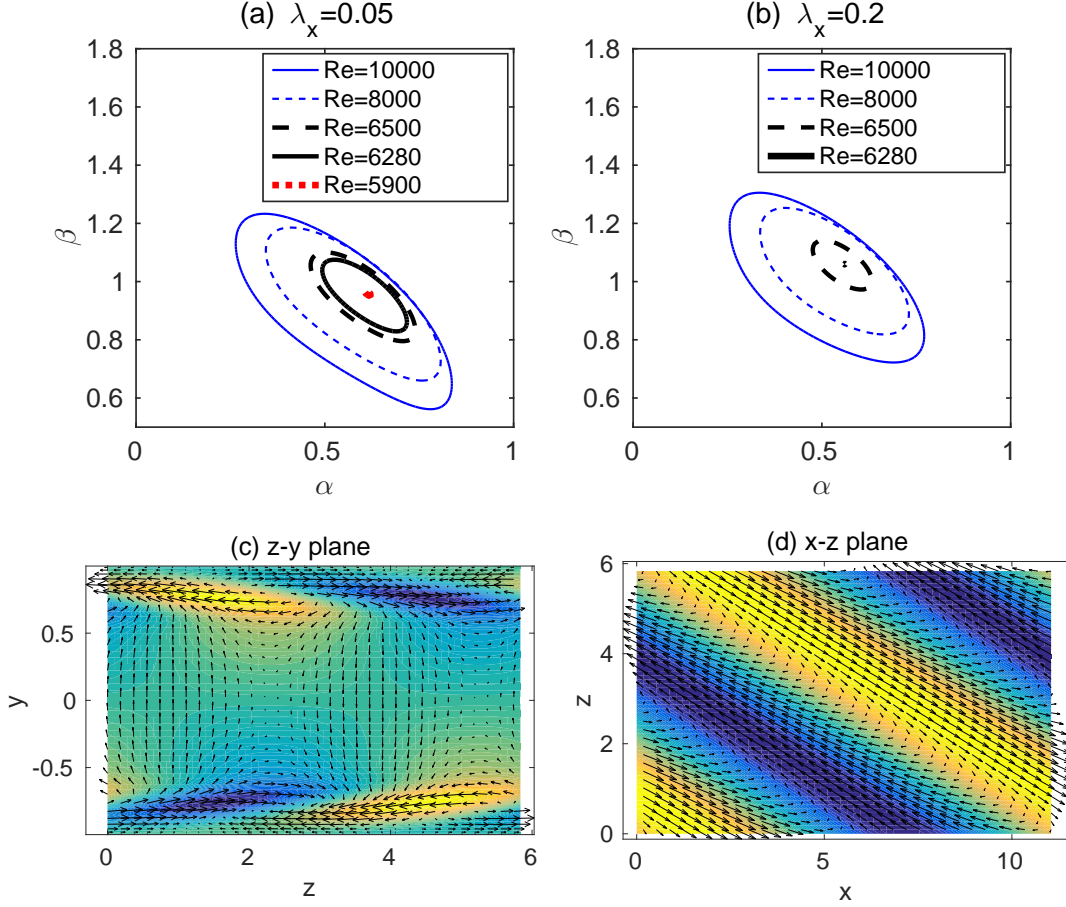 (a) λ_x=0.05
1.8
1.6
1.4
1.2
1
0.8
0.6
β
0
0.5
1
α
Re=10000
Re=8000
Re=6500
Re=6280
Re=5900
(b) λ_x=0.2
1.8
1.6
1.4
1.2
1
0.8
0.6
β
0
0.5
1
α
Re=10000
Re=8000
Re=6500
Re=6280
(c) z-y plane
0.5
0
-0.5
y
0
2
4
6
z
(d) x-z plane
6
4
2
0
z
0
5
10
x